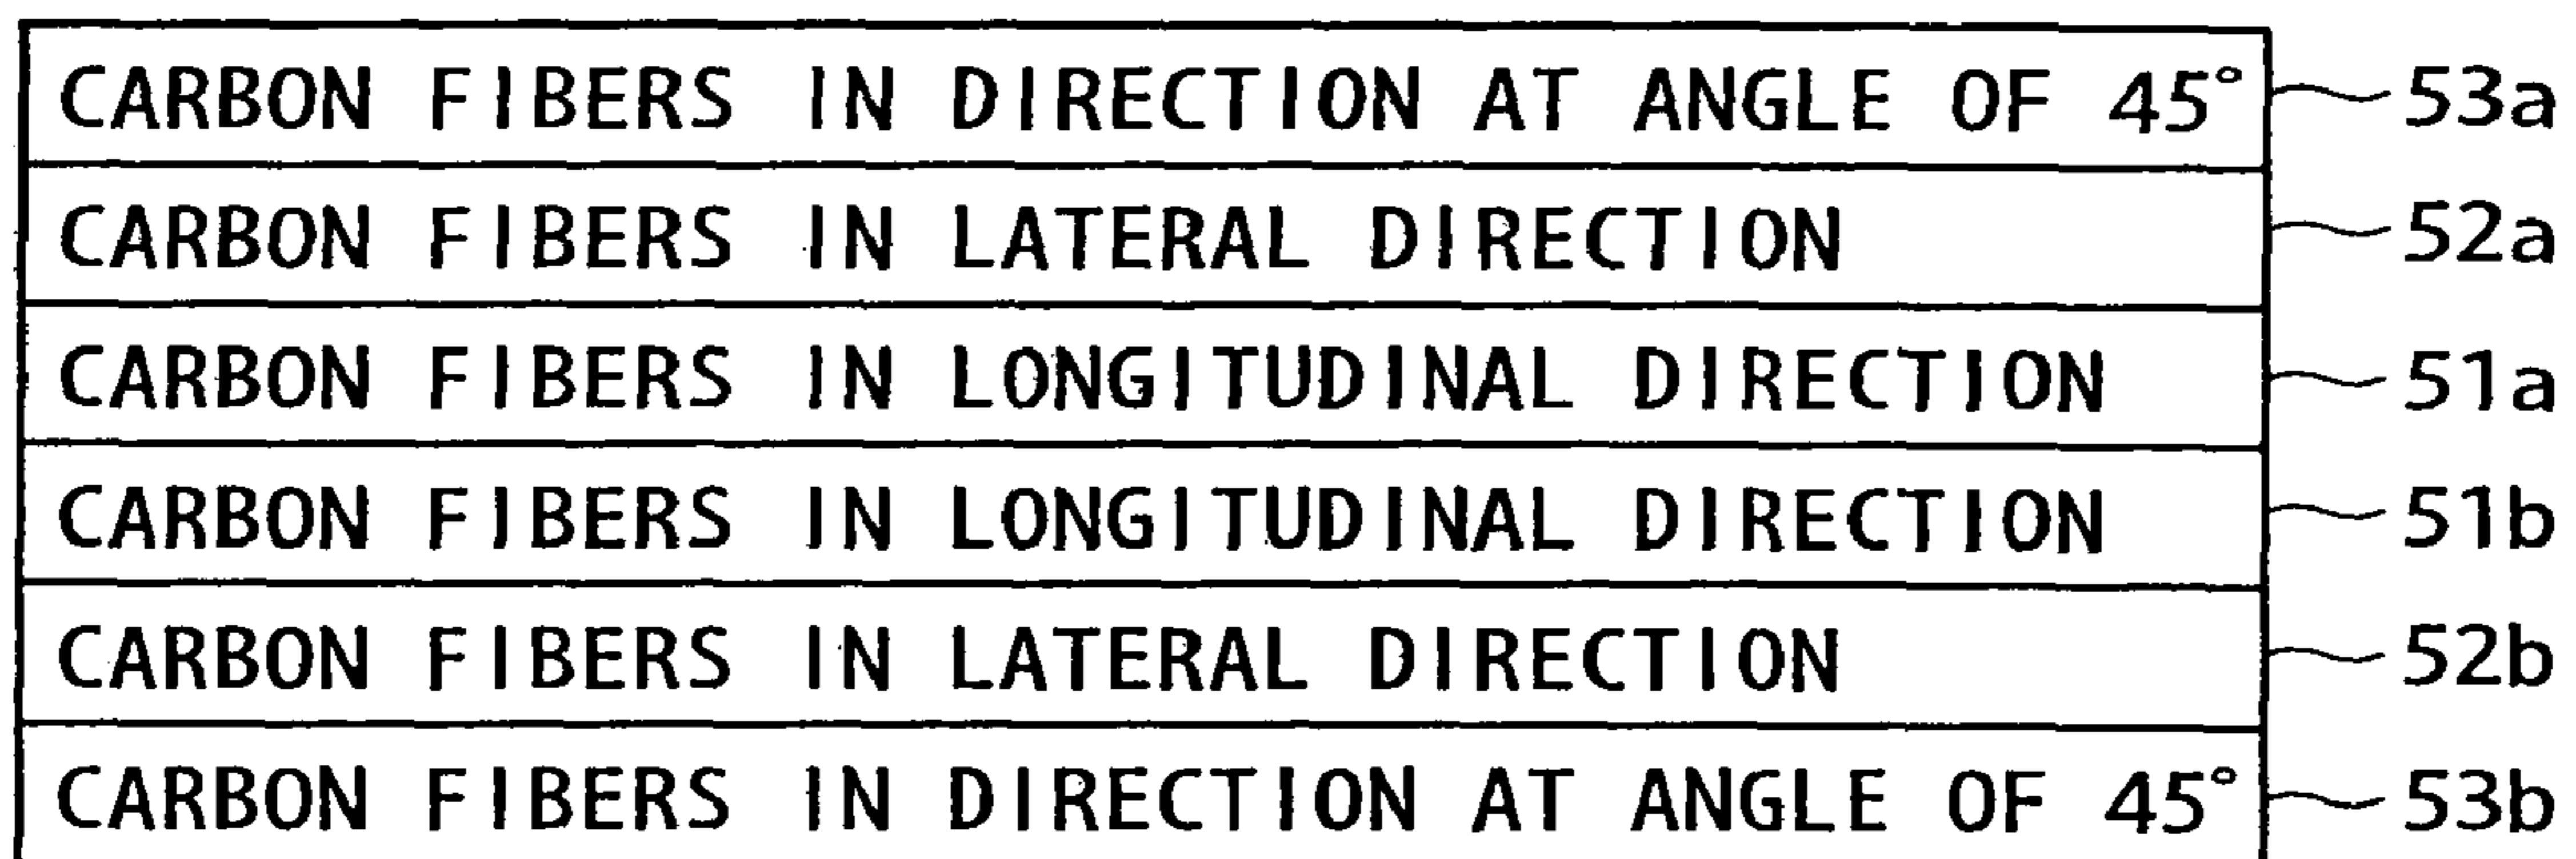 CARBON FIBERS IN DIRECTION AT ANGLE OF 45° 53a
CARBON FIBERS IN LATERAL DIRECTION 52a
CARBON FIBERS IN LONGITUDINAL DIRECTION 51a
CARBON FIBERS IN LONGITUDINAL DIRECTION 51b
CARBON FIBERS IN LATERAL DIRECTION 52b
CARBON FIBERS IN DIRECTION AT ANGLE OF 45° 53b